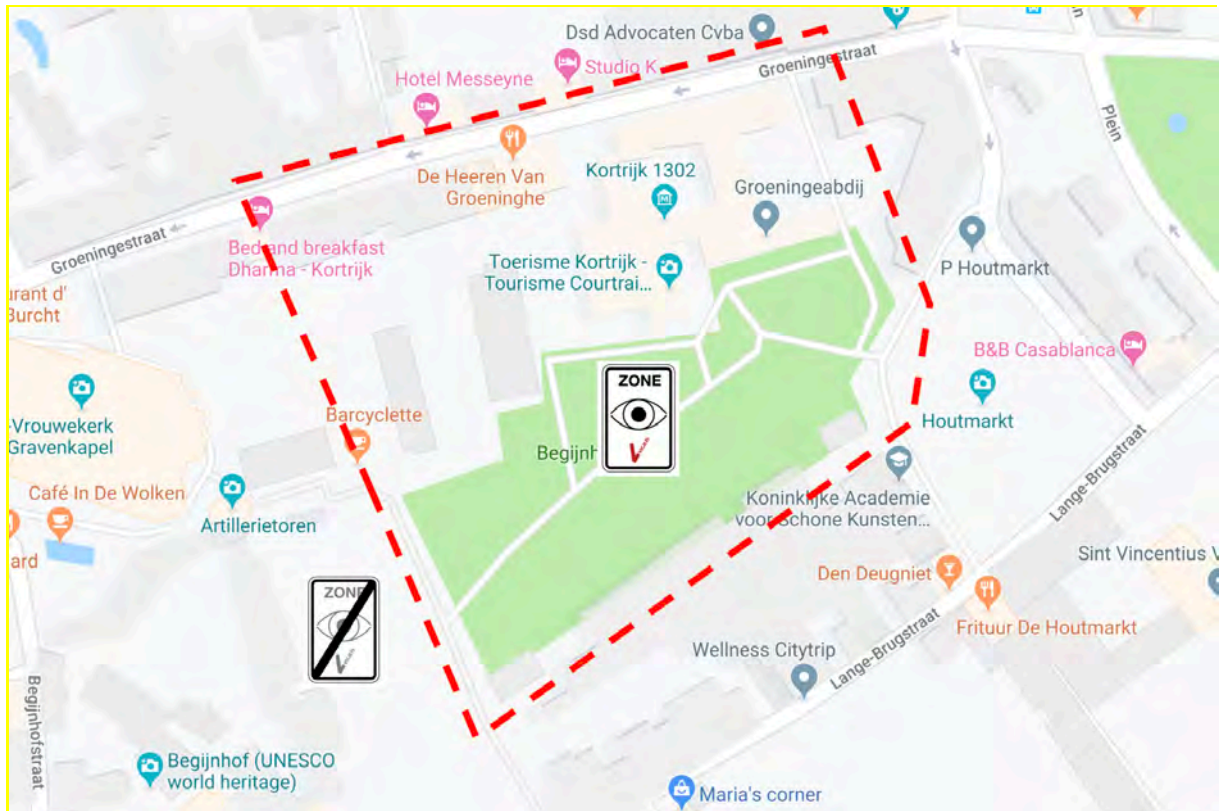 Dsd Advocaten Cvba
Groeningestraat
Studio K
Hotel Messeyne
De Heeren Van
Groeninghe
Kortrijk 1302
Groeningeabdij
Plein
Bed and breakfast
Dharma - Kortrijk
Groeningestraat
Toerisme Kortrijk -
Tourisme Courtrai...
P Houtmarkt
urant d'
Burcht
B&B Casablanca
ZONE
Houtmarkt
-Vrouwekerk
Gravenkapel
Barcyclette
Begijnh
Koninklijke Academie
voor Schone Kunsten...
Lange-Brugstraat
Café In De Wolken
Artillerietoren
ard
Sint Vincentius V
Den Deugniet
ZONE
Frituur De Houtmarkt
Wellness Citytrip
Lange-Brugstraat
Begijnhofstraat
Begijnhof (UNESCO
world heritage)
Maria's corner